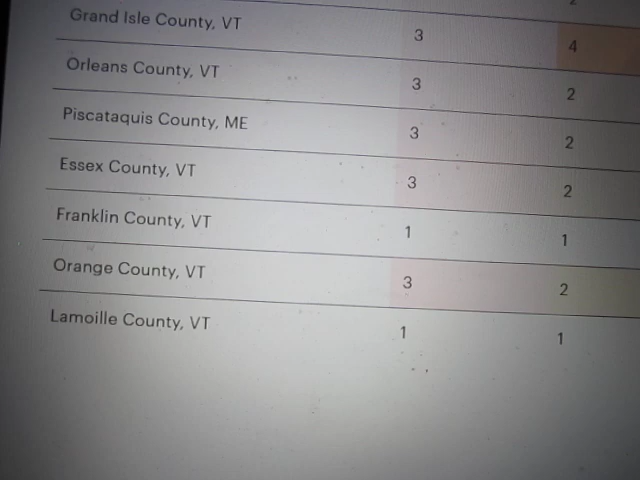 2
Grand Isle County, VT 3 4
Orleans County, VT 3 2
Piscataquis County, ME 3 2
Essex County, VT 3 2
Franklin County, VT 1 1
Orange County, VT 3 2
Lamoille County, VT 1 1